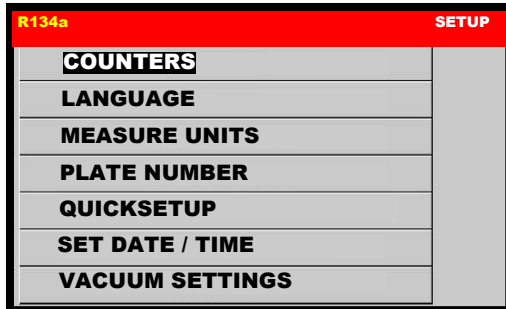 R134a SETUP
COUNTERS
LANGUAGE
MEASURE UNITS
PLATE NUMBER
QUICKSETUP
SET DATE / TIME
VACUUM SETTINGS